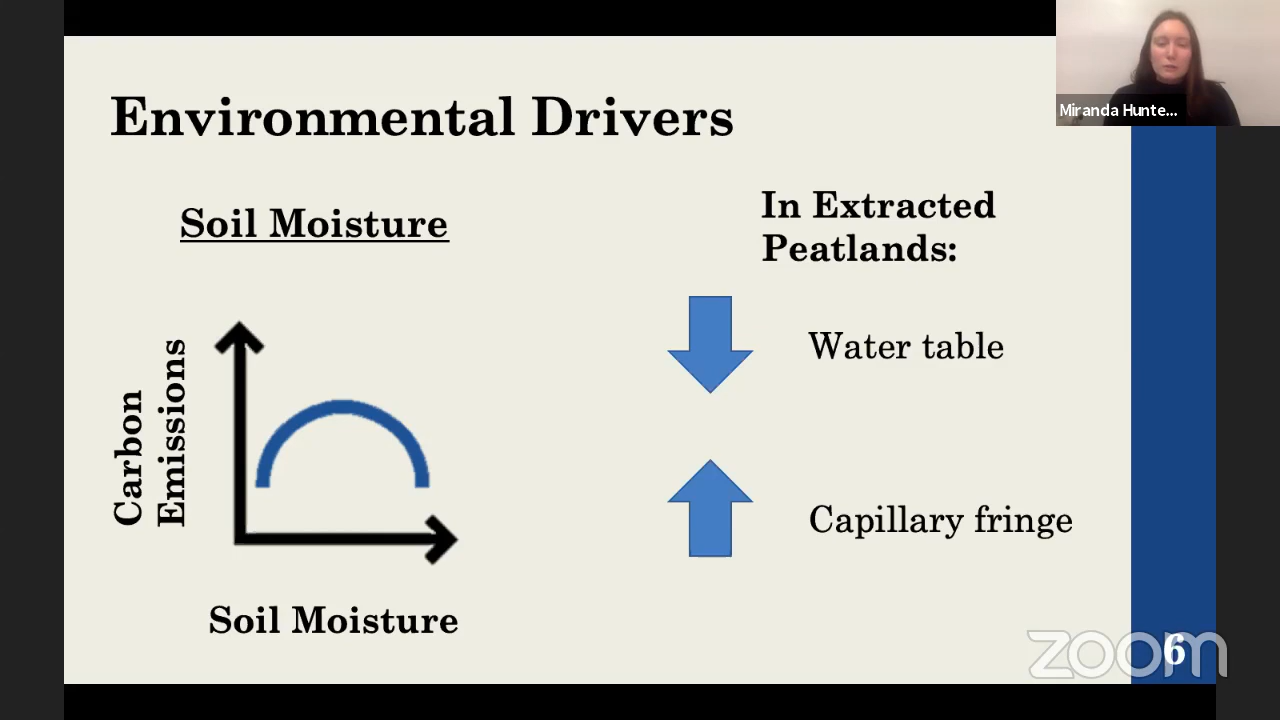 Miranda Hunte...
Environmental Drivers
Soil Moisture
In Extracted
Peatlands:
Water table
Carbon
Emissions
Capillary fringe
Soil Moisture
zoom
6